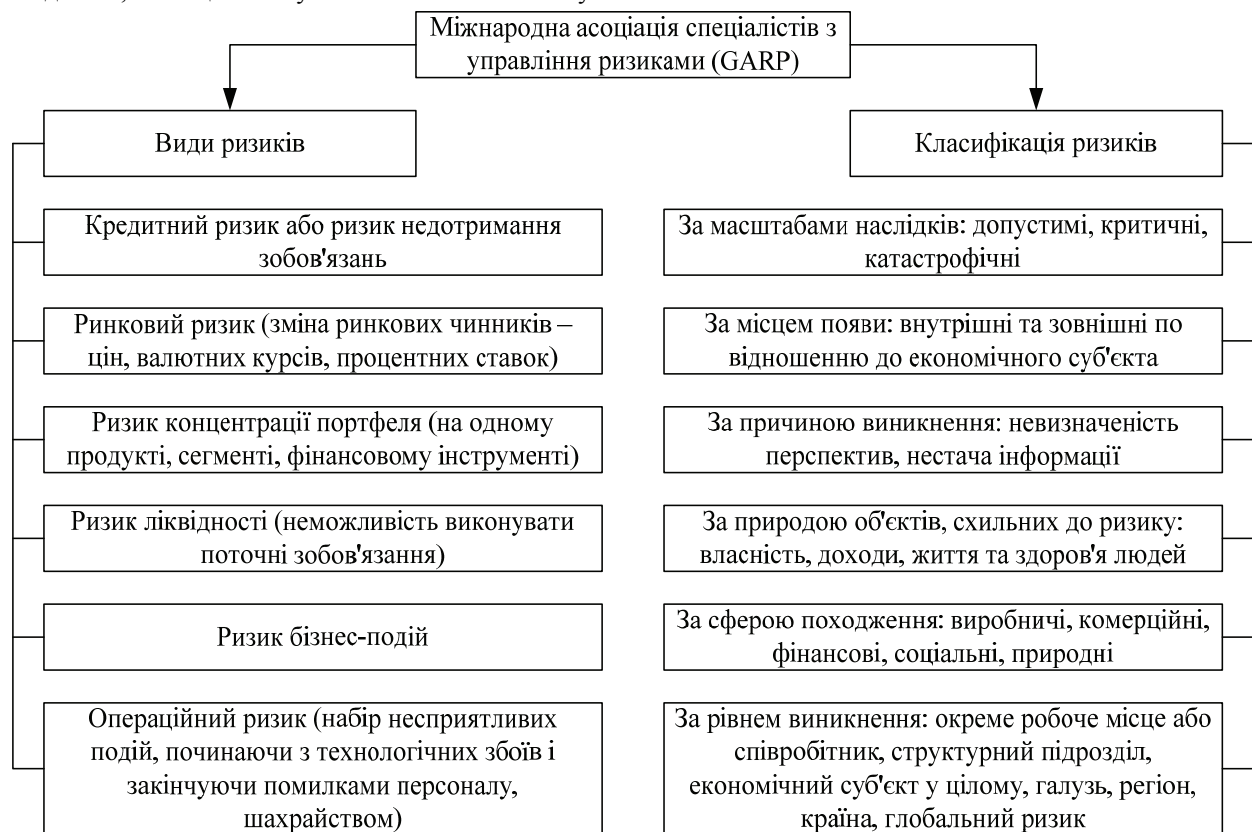 Міжнародна асоціація спеціалістів з
управління ризиками (GARP)
Види ризиків
Класифікація ризиків
Кредитний ризик або ризик недотримання
зобов'язань
Ринковий ризик (зміна ринкових чинників –
цін, валютних курсів, процентних ставок)
Ризик концентрації портфеля (на одному
продукті, сегменті, фінансовому інструменті)
Ризик ліквідності (неможливість виконувати
поточні зобов'язання)
Ризик бізнес-подій
Операційний ризик (набір несприятливих
подій, починаючи з технологічних збоїв і
закінчуючи помилками персоналу,
шахрайством)
За масштабами наслідків: допустимі, критичні,
катастрофічні
За місцем появи: внутрішні та зовнішні по
відношенню до економічного суб'єкта
За причиною виникнення: невизначеність
перспектив, нестача інформації
За природою об'єктів, схильних до ризику:
власність, доходи, життя та здоров'я людей
За сферою походження: виробничі, комерційні,
фінансові, соціальні, природні
За рівнем виникнення: окреме робоче місце або
співробітник, структурний підрозділ,
економічний суб'єкт у цілому, галузь, регіон,
країна, глобальний ризик